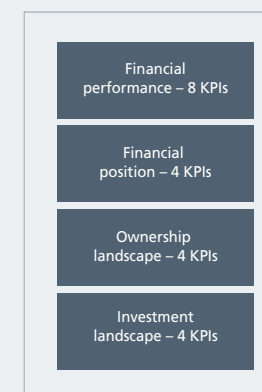 Financial
performance – 8 KPIs
Financial
position – 4 KPIs
Ownership
landscape – 4 KPIs
Investment
landscape – 4 KPIs